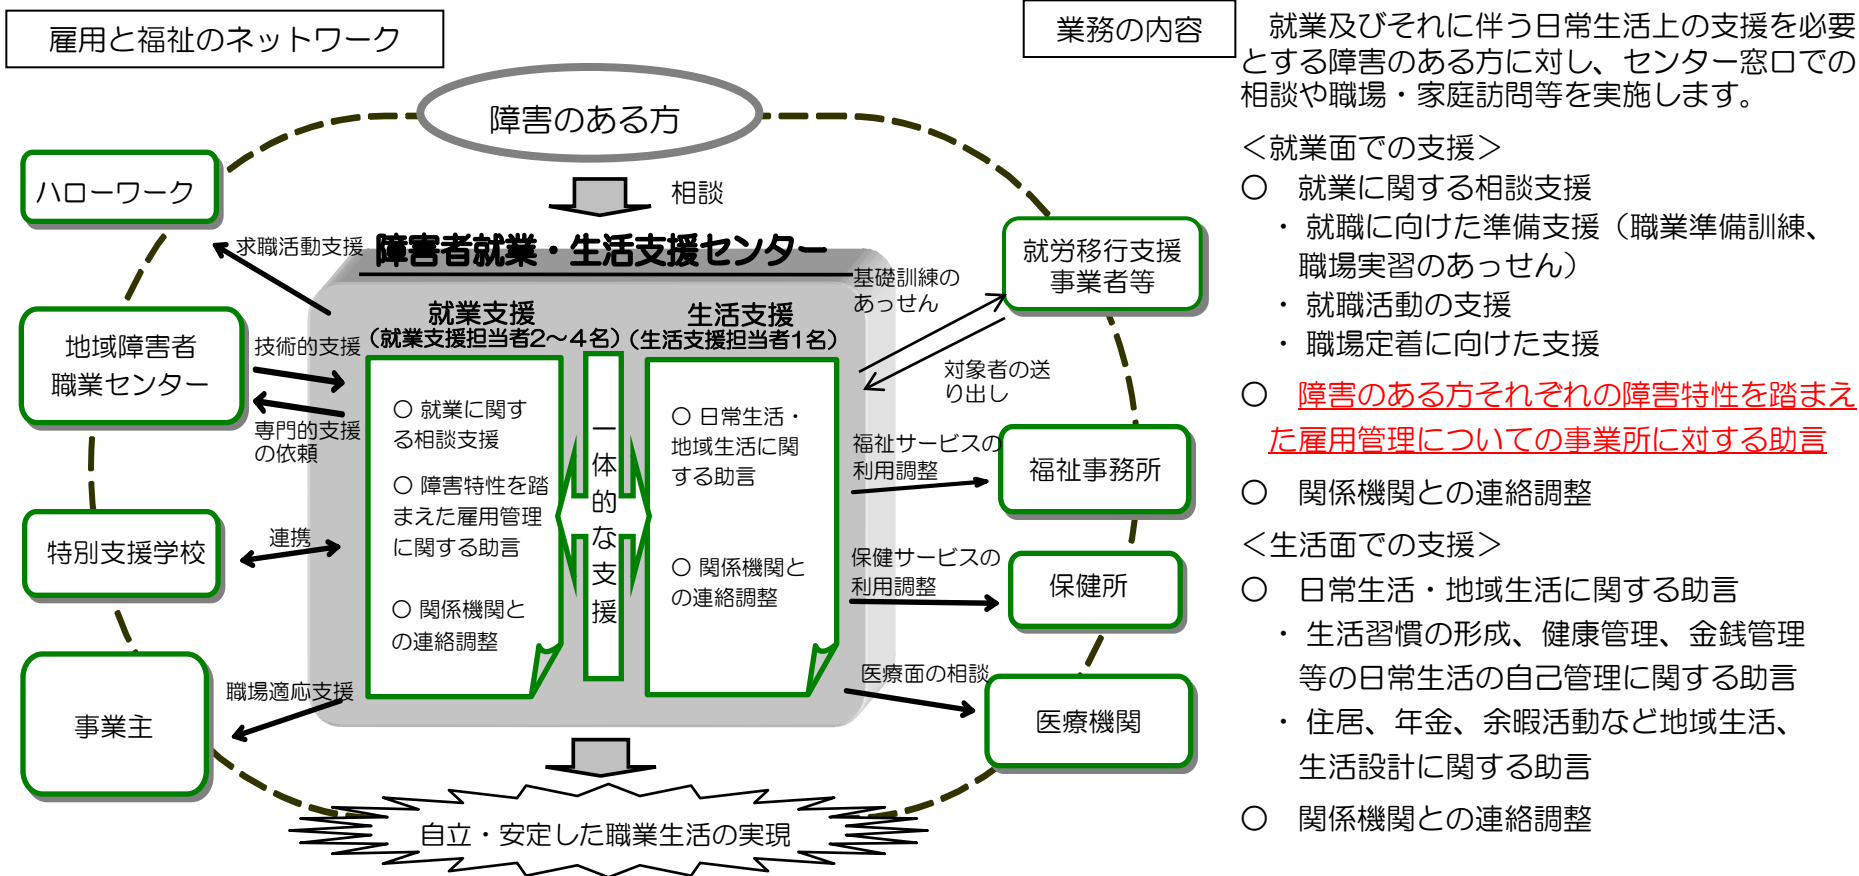 雇用と福祉のネットワーク
障害のある方
相談
ハローワーク
求職活動支援
地域障害者
職業センター
技術的支援
専門的支援
の依頼
特別支援学校
連携
事業主
職場適応支援
障害者就業・生活支援センター
就業支援
(就業支援担当者2~4名)
〇 就業に関す
る相談支援
〇 障害特性を踏
まえた雇用管理
に関する助言
〇 関係機関と
の連絡調整
一体的な支援
生活支援
(生活支援担当者1名)
〇 日常生活・
地域生活に関
する助言
〇 関係機関と
の連絡調整
基礎訓練の
あっせん
対象者の送
り出し
就労移行支援
事業者等
福祉サービスの
利用調整
福祉事務所
保健サービスの
利用調整
保健所
医療面の相談
医療機関
自立・安定した職業生活の実現
業務の内容
就業及びそれに伴う日常生活上の支援を必要
とする障害のある方に対し、センター窓口での
相談や職場・家庭訪問等を実施します。
<就業面での支援>
〇 就業に関する相談支援
・ 就職に向けた準備支援(職業準備訓練、
職場実習のあっせん)
・ 就職活動の支援
・ 職場定着に向けた支援
〇 障害のある方それぞれの障害特性を踏まえ
た雇用管理についての事業所に対する助言
〇 関係機関との連絡調整
<生活面での支援>
〇 日常生活・地域生活に関する助言
・ 生活習慣の形成、健康管理、金銭管理
等の日常生活の自己管理に関する助言
・ 住居、年金、余暇活動など地域生活、
生活設計に関する助言
〇 関係機関との連絡調整